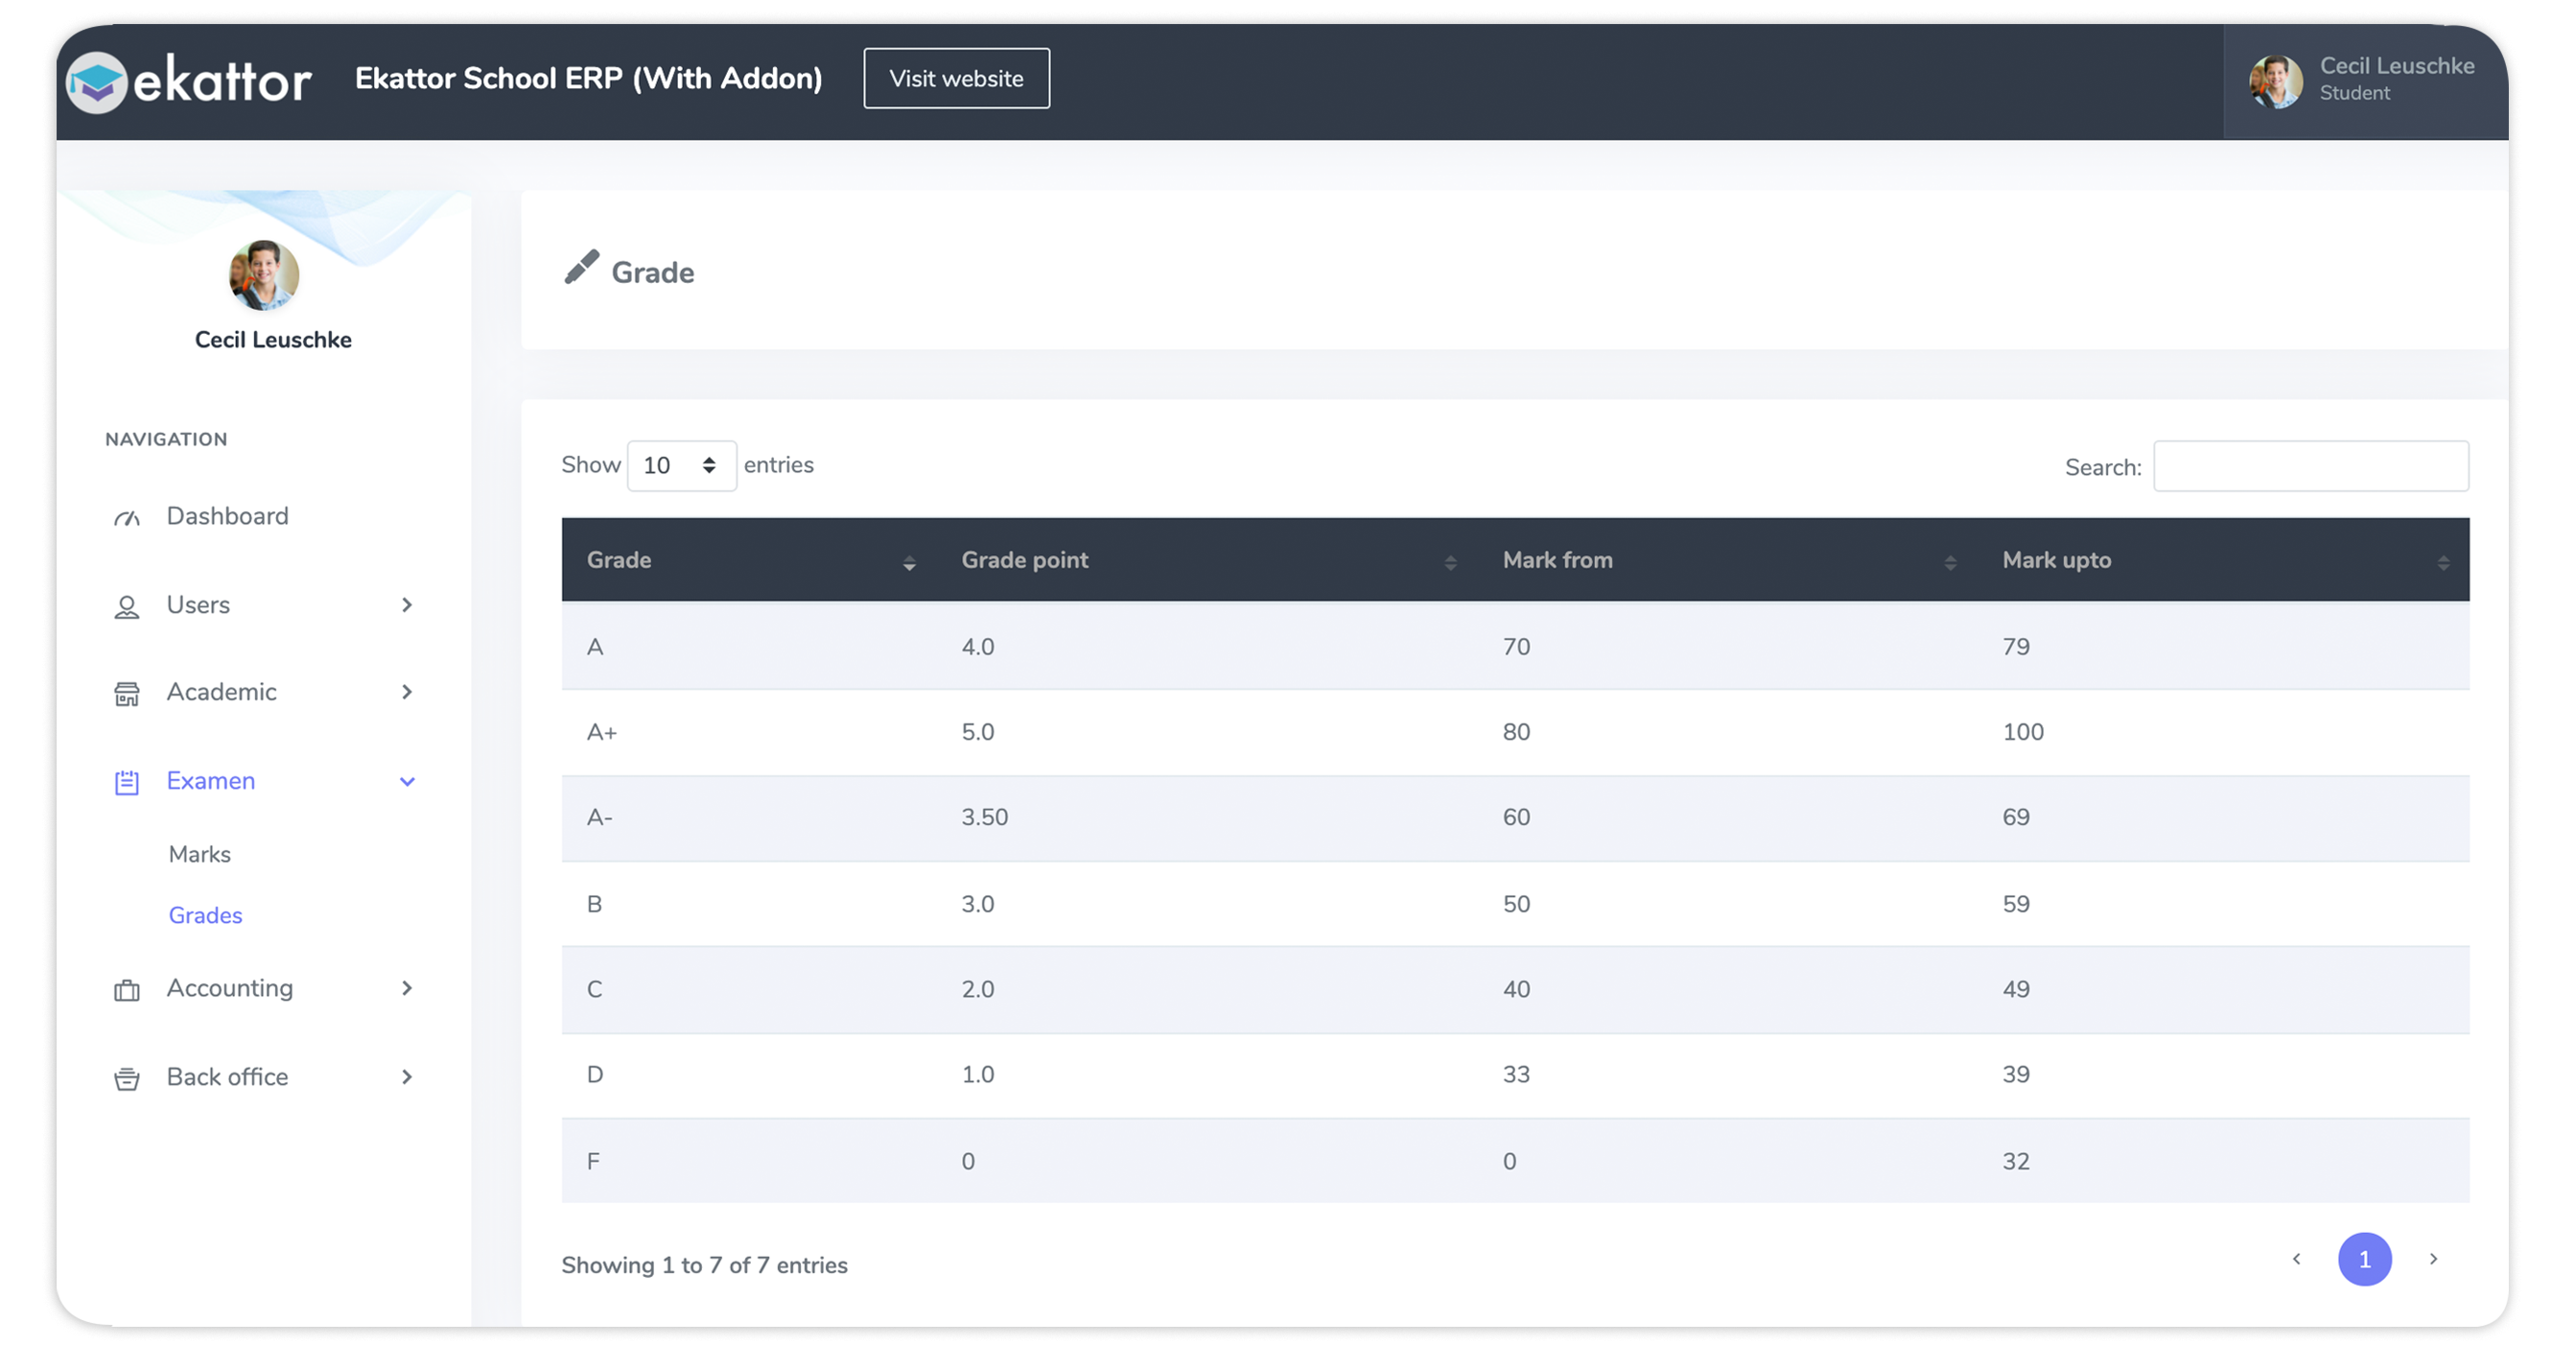 ekattor Ekattor School ERP (With Addon) Visit website
Cecil Leuschke
Student
Cecil Leuschke
NAVIGATION
Dashboard
Users
Academic
Examen
Marks
Grades
Accounting
Back office
Grade
Show 10 entries Search:
Grade Grade point Mark from Mark upto
A 4.0 70 79
A+ 5.0 80 100
A- 3.50 60 69
B 3.0 50 59
C 2.0 40 49
D 1.0 33 39
F 0 0 32
Showing 1 to 7 of 7 entries
1